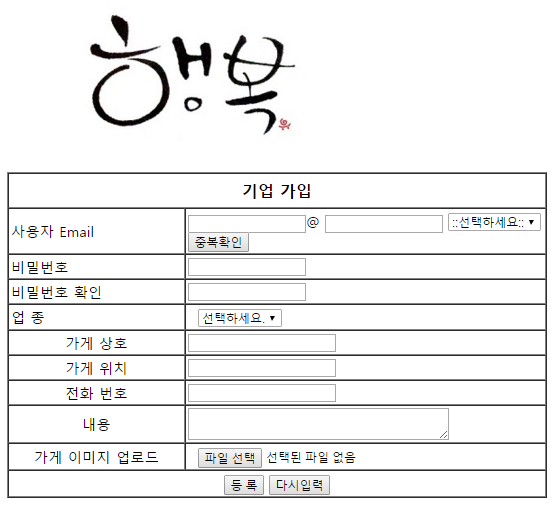 행복
기업 가입
사용자 Email @ ::선택하세요::
중복확인
비밀번호
비밀번호 확인
업 종 선택하세요.
가게 상호
가게 위치
전화 번호
내용
가게 이미지 업로드 파일 선택 선택된 파일 없음
등 록 다시입력